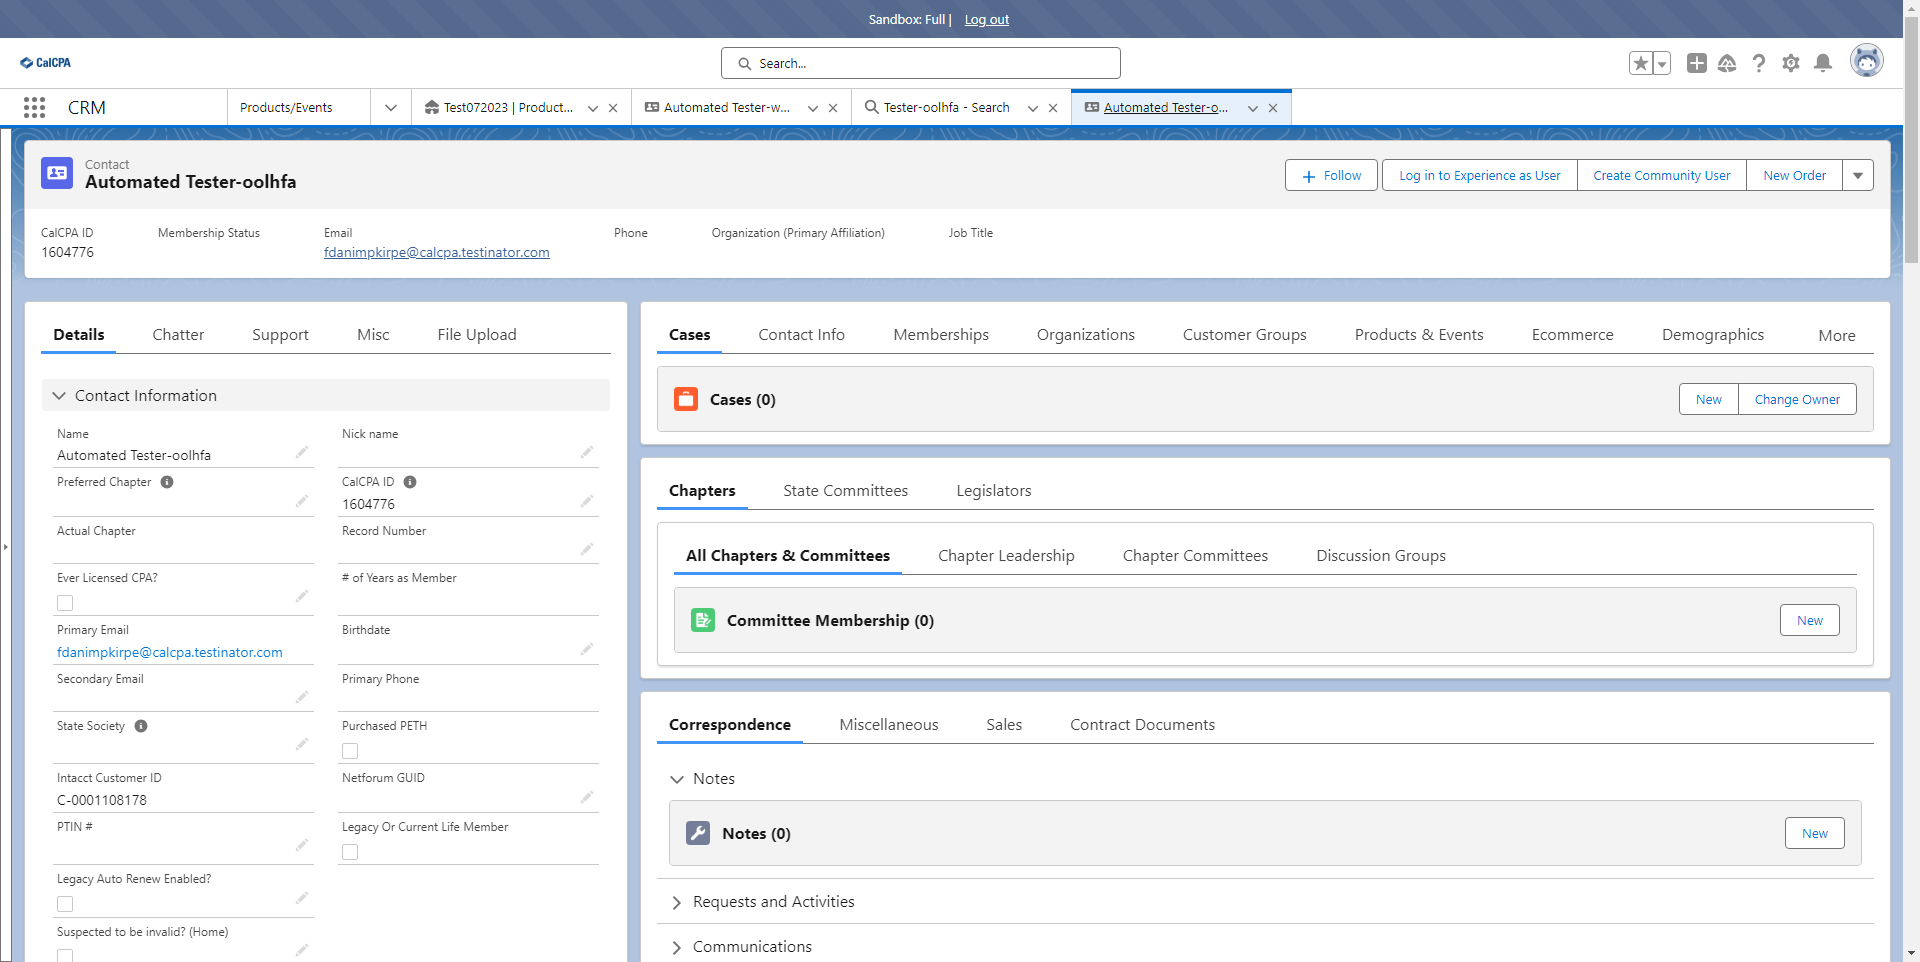 Sandbox: Full | Log out
CalCPA
Search...
CRM
Products/Events
Test072023 | Product...
Automated Tester-w...
Tester-oolhfa - Search
Automated Tester-o...
Contact
Automated Tester-oolhfa
Follow
Log in to Experience as User
Create Community User
New Order
CalCPA ID
1604776
Membership Status
Email
fdanimpkirpe@calcpa.testinator.com
Phone
Organization (Primary Affiliation)
Job Title
Details
Chatter
Support
Misc
File Upload
Contact Information
Name
Automated Tester-oolhfa
Nick name
Preferred Chapter
CalCPA ID
1604776
Actual Chapter
Record Number
Ever Licensed CPA?
# of Years as Member
Primary Email
fdanimpkirpe@calcpa.testinator.com
Birthdate
Secondary Email
Primary Phone
State Society
Purchased PETH
Intacct Customer ID
C-0001108178
Netforum GUID
PTIN #
Legacy Or Current Life Member
Legacy Auto Renew Enabled?
Suspected to be invalid? (Home)
Cases
Contact Info
Memberships
Organizations
Customer Groups
Products & Events
Ecommerce
Demographics
More
Cases (0)
New
Change Owner
Chapters
State Committees
Legislators
All Chapters & Committees
Chapter Leadership
Chapter Committees
Discussion Groups
Committee Membership (0)
New
Correspondence
Miscellaneous
Sales
Contract Documents
Notes
Notes (0)
New
Requests and Activities
Communications